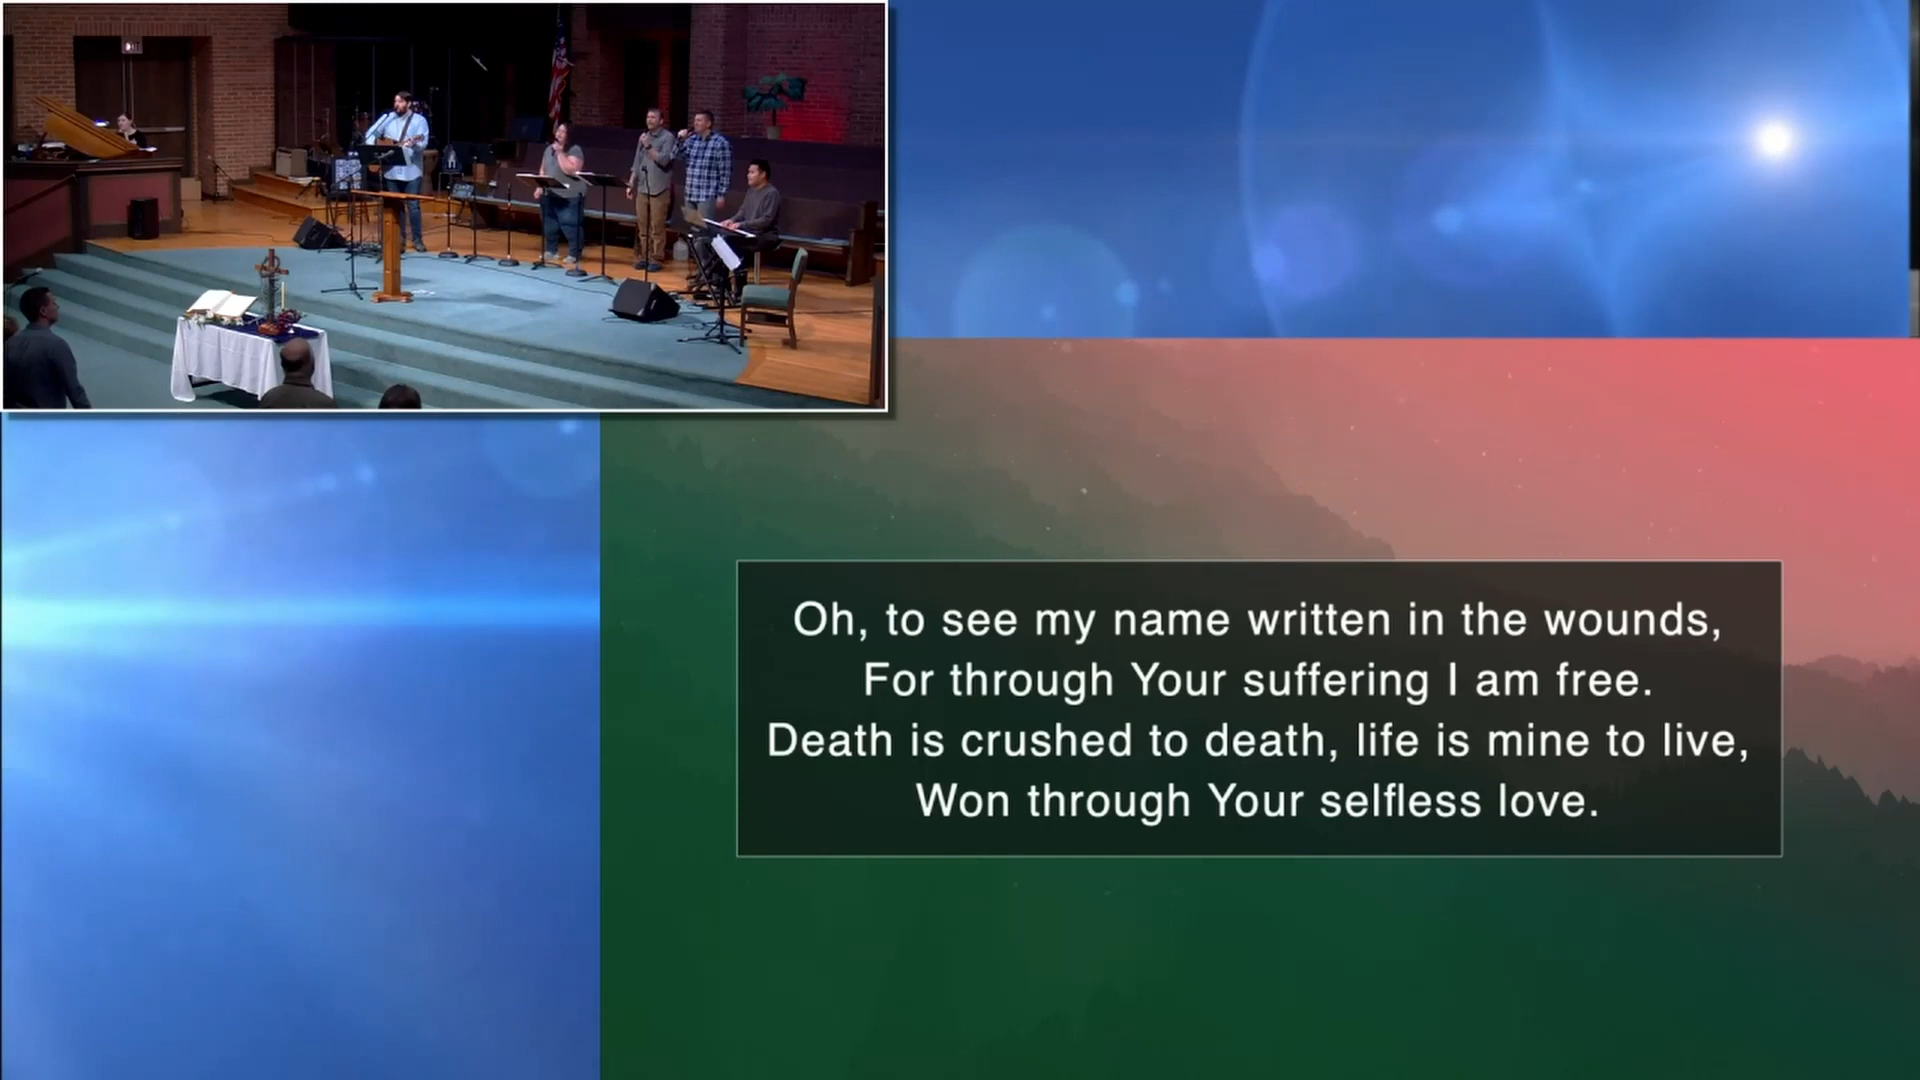 Oh, to see my name written in the wounds,
For through Your suffering I am free.
Death is crushed to death, life is mine to live,
Won through Your selfless love.